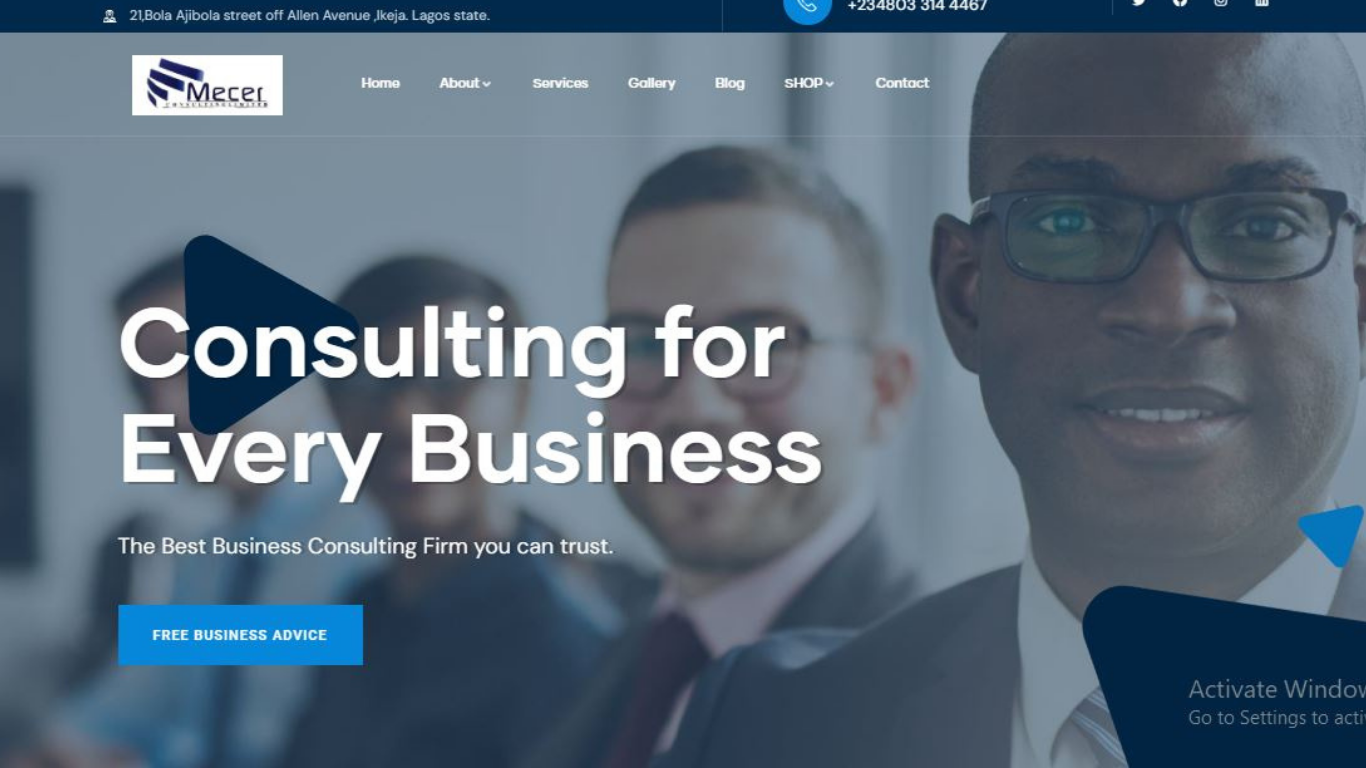 21,Bola Ajibola street off Allen Avenue ,Ikeja. Lagos state.
+234803 314 4467
Mecer
CONSULTING LIMITED
Home
About
Services
Gallery
Blog
SHOP
Contact
Consulting for
Every Business
The Best Business Consulting Firm you can trust.
FREE BUSINESS ADVICE
Activate Window
Go to Settings to acti